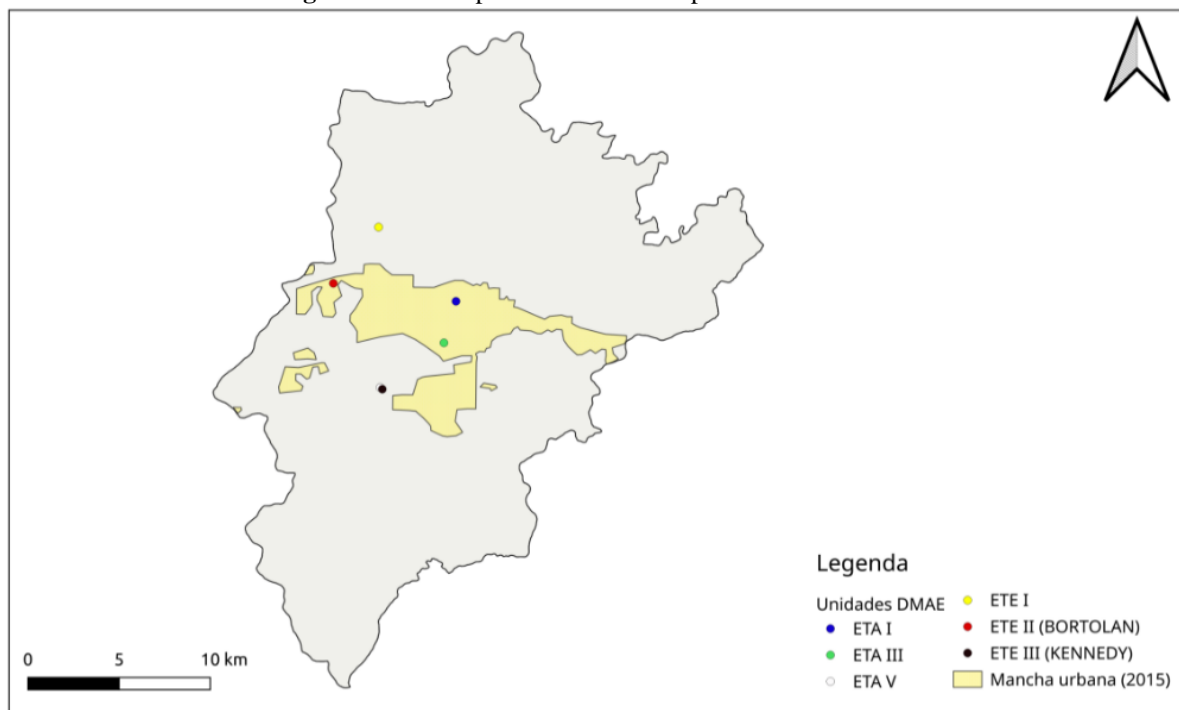 0 5 10 km
Legenda
Unidades DMAE
ETA I
ETA III
ETA V
ETE I
ETE II (BORTOLAN)
ETE III (KENNEDY)
Mancha urbana (2015)